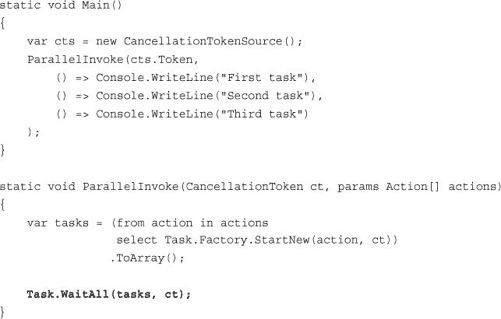 static void Main()
{
    var cts = new CancellationTokenSource();
    ParallelInvoke(cts.Token,
        () => Console.WriteLine("First task"),
        () => Console.WriteLine("Second task"),
        () => Console.WriteLine("Third task")
    );
}

static void ParallelInvoke(CancellationToken ct, params Action[] actions)
{
    var tasks = (from action in actions
                 select Task.Factory.StartNew(action, ct))
                .ToArray();

    Task.WaitAll(tasks, ct);
}